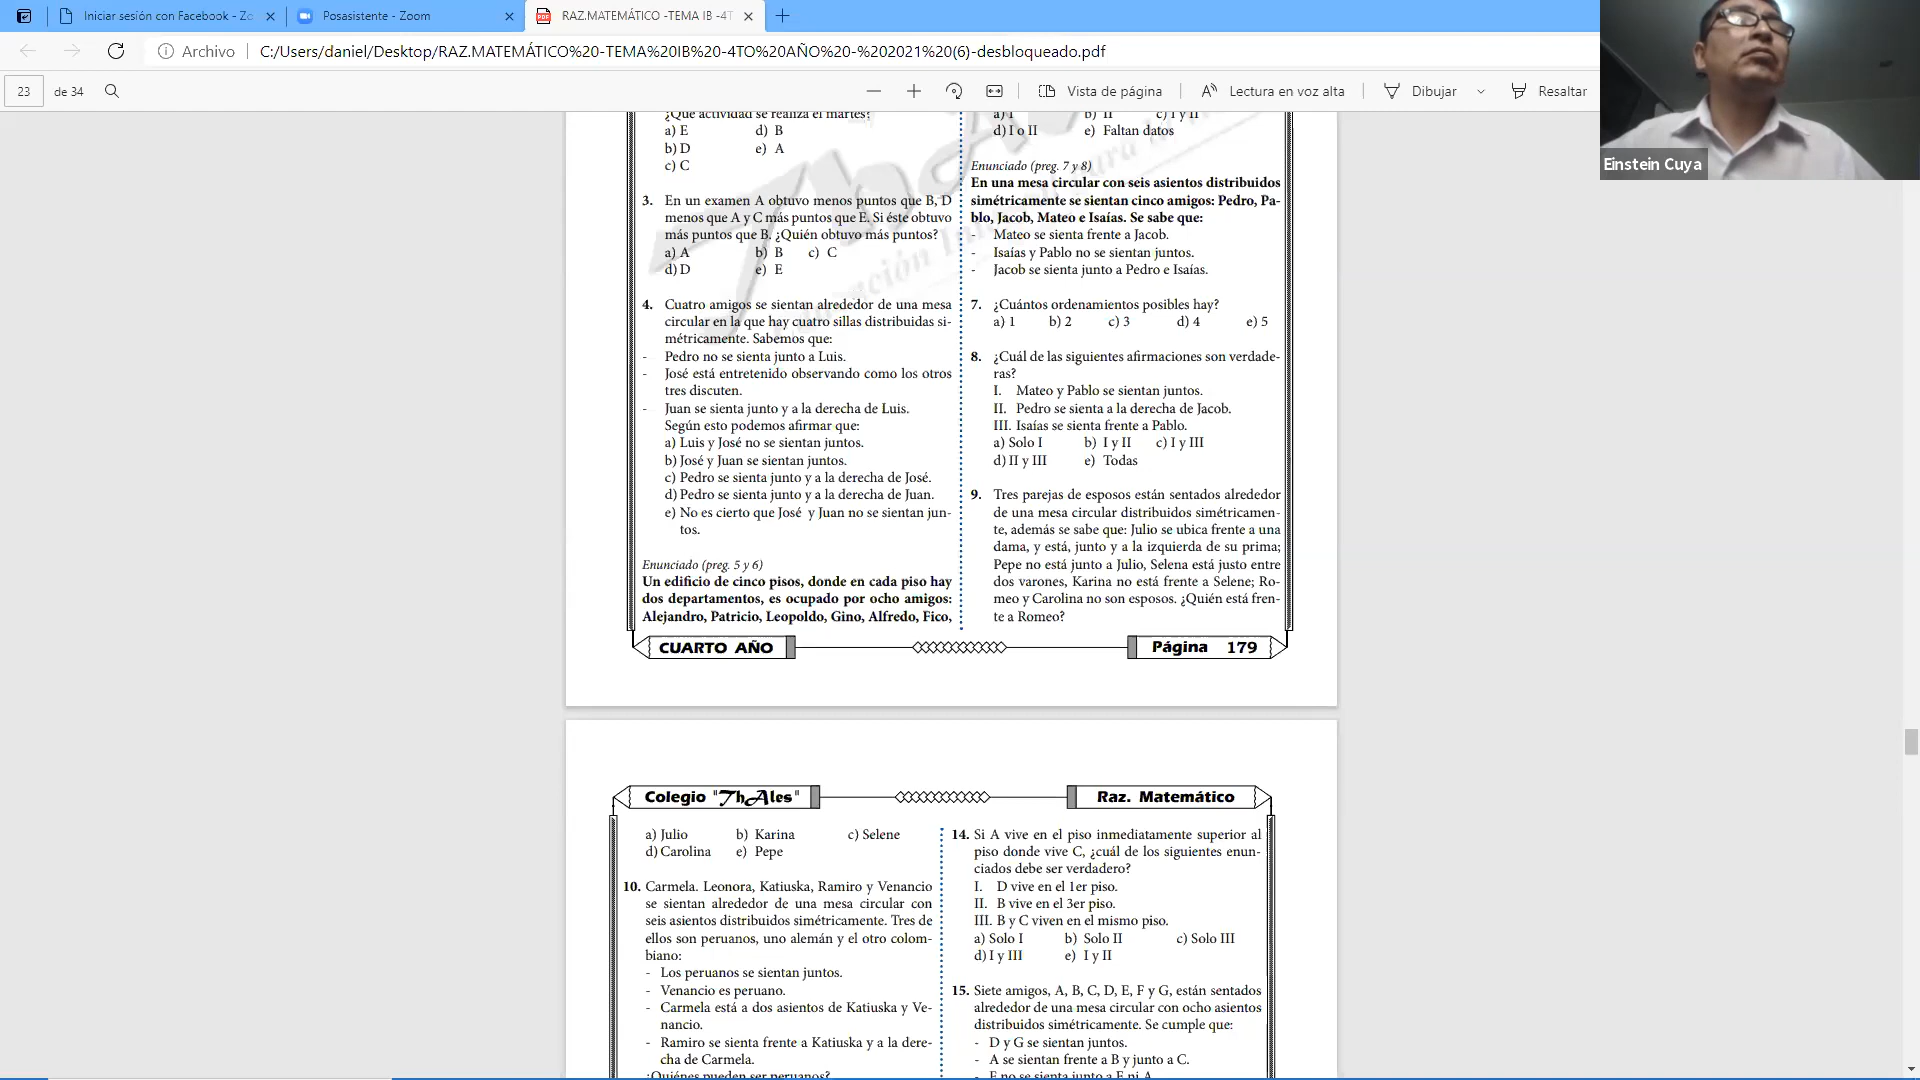 Iniciar sesión con Facebook - Zo
Posasistente - Zoom
RAZ.MATEMÁTICO -TEMA IB -4T
Archivo
C:/Users/daniel/Desktop/RAZ.MATEMÁTICO%20-TEMA%20IB%20-4TO%20AÑO%20-%202021%20(6)-desbloqueado.pdf
23 de 34
Vista de página
Lectura en voz alta
Dibujar
Resaltar
Einstein Cuya
¿Qué actividad se realiza el martes?
a) E d) B
b) D e) A
c) C
3. En un examen A obtuvo menos puntos que B, D
menos que A y C más puntos que E. Si éste obtuvo
más puntos que B. ¿Quién obtuvo más puntos?
a) A b) B c) C
d) D e) E
4. Cuatro amigos se sientan alrededor de una mesa
circular en la que hay cuatro sillas distribuidas si-
métricamente. Sabemos que:
- Pedro no se sienta junto a Luis.
- José está entretenido observando como los otros
tres discuten.
- Juan se sienta junto y a la derecha de Luis.
Según esto podemos afirmar que:
a) Luis y José no se sientan juntos.
b) José y Juan se sientan juntos.
c) Pedro se sienta junto y a la derecha de José.
d) Pedro se sienta junto y a la derecha de Juan.
e) No es cierto que José y Juan no se sientan jun-
tos.
Enunciado (preg. 5 y 6)
Un edificio de cinco pisos, donde en cada piso hay
dos departamentos, es ocupado por ocho amigos:
Alejandro, Patricio, Leopoldo, Gino, Alfredo, Fico,
a) I b) II c) I y II
d) I o II e) Faltan datos
Enunciado (preg. 7 y 8)
En una mesa circular con seis asientos distribuidos
simétricamente se sientan cinco amigos: Pedro, Pa-
blo, Jacob, Mateo e Isaías. Se sabe que:
- Mateo se sienta frente a Jacob.
- Isaías y Pablo no se sientan juntos.
- Jacob se sienta junto a Pedro e Isaías.
7. ¿Cuántos ordenamientos posibles hay?
a) 1 b) 2 c) 3 d) 4 e) 5
8. ¿Cuál de las siguientes afirmaciones son verdade-
ras?
I. Mateo y Pablo se sientan juntos.
II. Pedro se sienta a la derecha de Jacob.
III. Isaías se sienta frente a Pablo.
a) Solo I b) I y II c) I y III
d) II y III e) Todas
9. Tres parejas de esposos están sentados alrededor
de una mesa circular distribuidos simétricamen-
te, además se sabe que: Julio se ubica frente a una
dama, y está, junto y a la izquierda de su prima;
Pepe no está junto a Julio, Selena está justo entre
dos varones, Karina no está frente a Selene; Ro-
meo y Carolina no son esposos. ¿Quién está fren-
te a Romeo?
CUARTO AÑO
Página 179
Colegio "ThAles"
Raz. Matemático
a) Julio b) Karina c) Selene
d) Carolina e) Pepe
10. Carmela. Leonora, Katiuska, Ramiro y Venancio
se sientan alrededor de una mesa circular con
seis asientos distribuidos simétricamente. Tres de
ellos son peruanos, uno alemán y el otro colom-
biano:
- Los peruanos se sientan juntos.
- Venancio es peruano.
- Carmela está a dos asientos de Katiuska y Ve-
nancio.
- Ramiro se sienta frente a Katiuska y a la dere-
cha de Carmela.
¿Quiénes pueden ser peruanos?
14. Si A vive en el piso inmediatamente superior al
piso donde vive C, ¿cuál de los siguientes enun-
ciados debe ser verdadero?
I. D vive en el 1er piso.
II. B vive en el 3er piso.
III. B y C viven en el mismo piso.
a) Solo I b) Solo II c) Solo III
d) I y III e) I y II
15. Siete amigos, A, B, C, D, E, F y G, están sentados
alrededor de una mesa circular con ocho asientos
distribuidos simétricamente. Se cumple que:
- D y G se sientan juntos.
- A se sientan frente a B y junto a C.